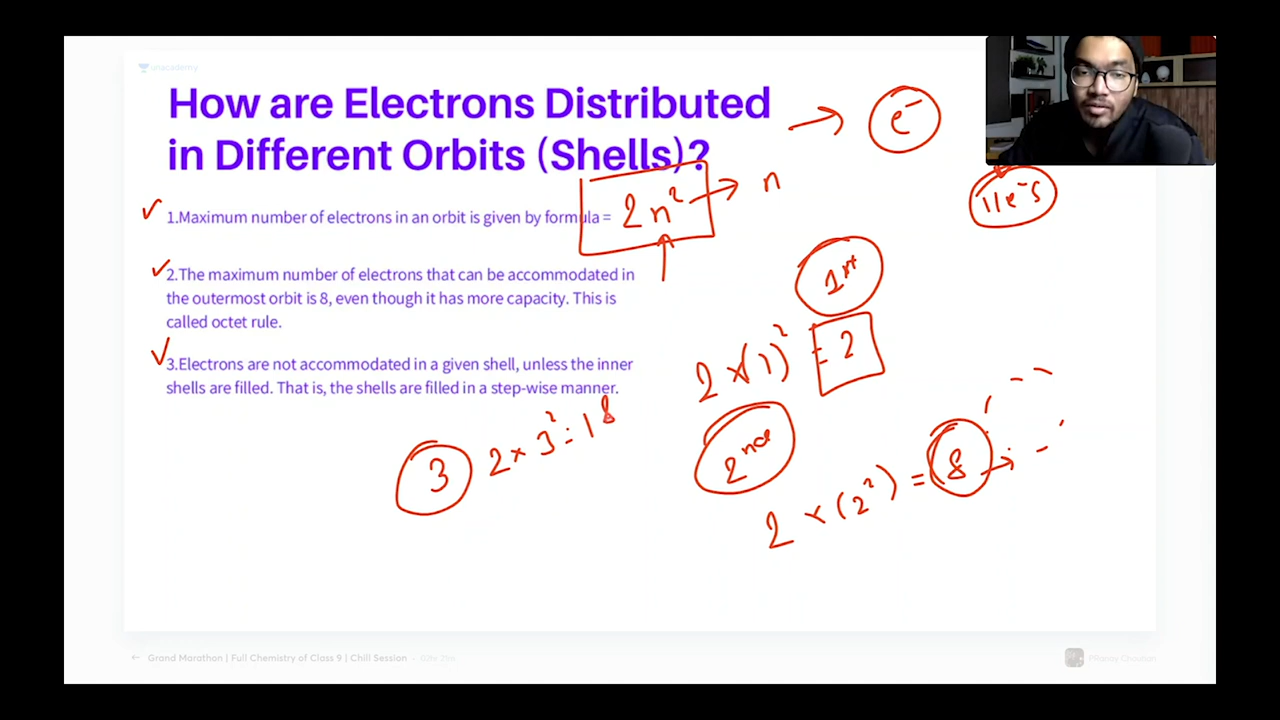 unacademy
How are Electrons Distributed
in Different Orbits (Shells)?
→ e⁻
11e⁻s
2n² → n
1.Maximum number of electrons in an orbit is given by formula =
2.The maximum number of electrons that can be accommodated in
the outermost orbit is 8, even though it has more capacity. This is
called octet rule.
1st
2×(1)² = 2
3.Electrons are not accommodated in a given shell, unless the inner
shells are filled. That is, the shells are filled in a step-wise manner.
3 2×3² = 18
2nd
2×(2²) = 8 →
← Grand Marathon | Full Chemistry of Class 9 | Chill Session
PRanay Chouhan